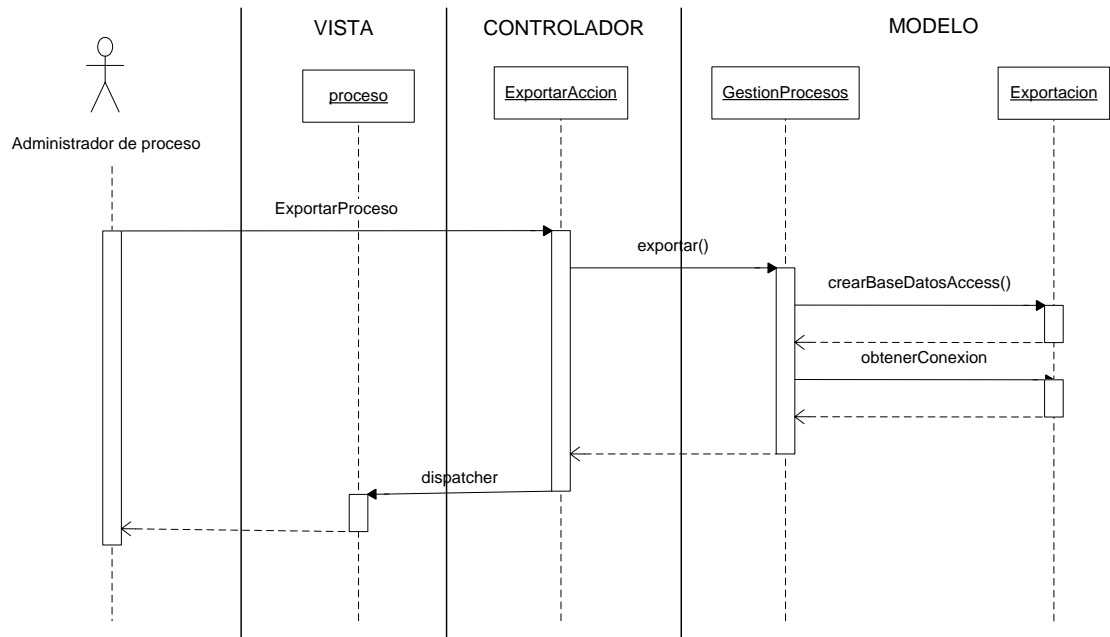 VISTA
CONTROLADOR
MODELO
proceso
ExportarAccion
GestionProcesos
Exportacion
Administrador de proceso
ExportarProceso
exportar()
crearBaseDatosAccess()
obtenerConexion
dispatcher